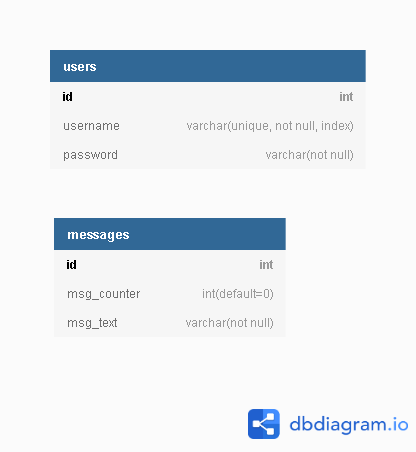 users
id int
username varchar(unique, not null, index)
password varchar(not null)
messages
id int
msg_counter int(default=0)
msg_text varchar(not null)
dbdiagram.io